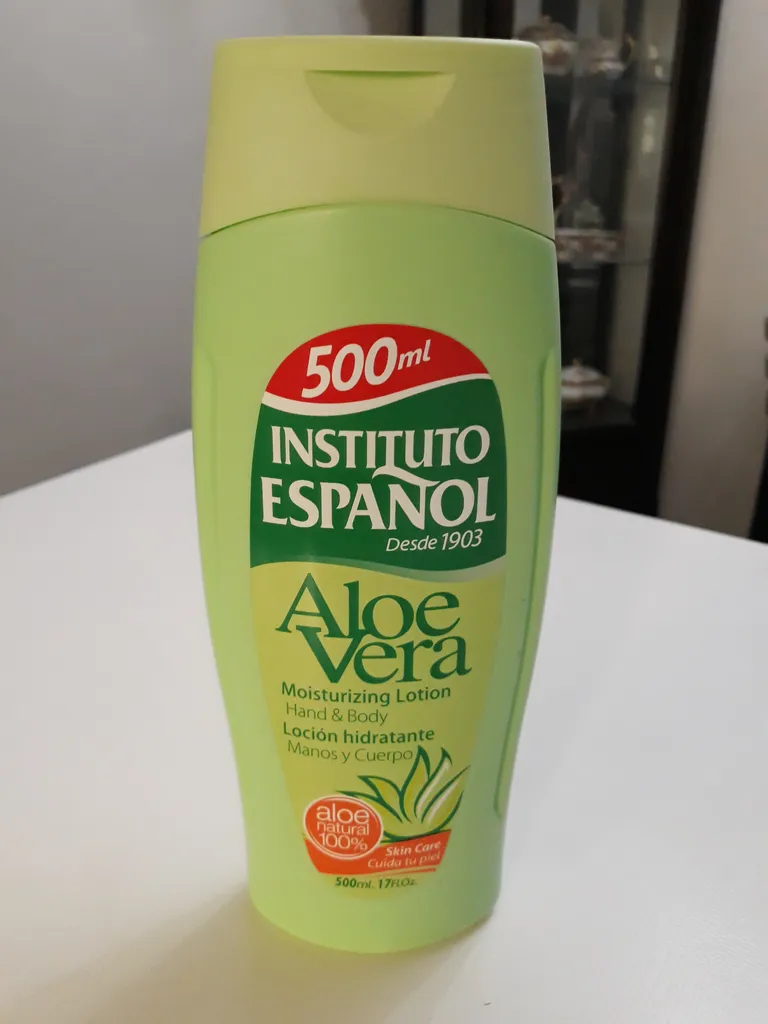 500ml
INSTITUTO
ESPAÑOL
Desde 1903
Aloe
Vera
Moisturizing Lotion
Hand & Body
Loción hidratante
Manos y Cuerpo
aloe
natural
100%
Skin Care
Cuida tu piel
500ml. 17Fl.Oz.